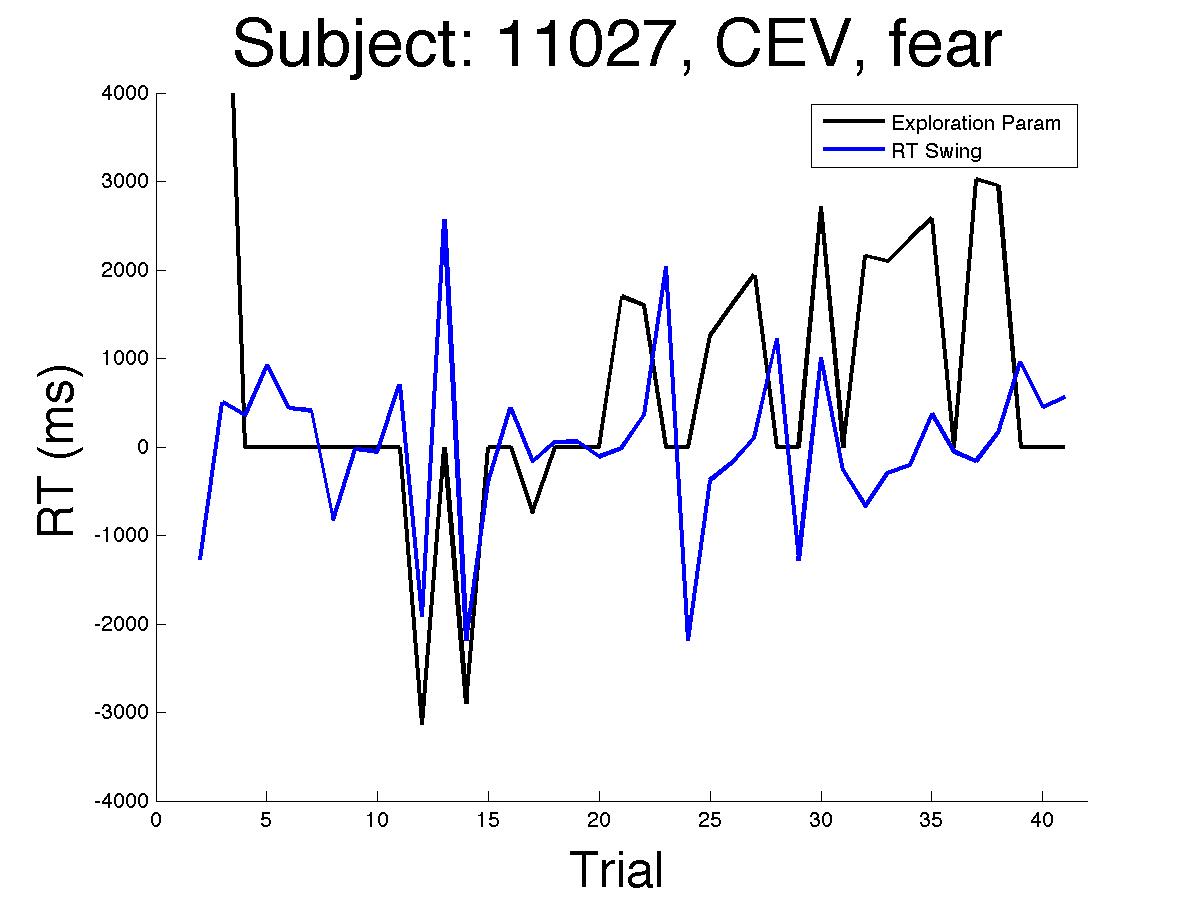 Subject: 11027, CEV, fear
4000
3000
2000
1000
0
-1000
-2000
-3000
-4000
RT (ms)
Exploration Param
RT Swing
0 5 10 15 20 25 30 35 40
Trial